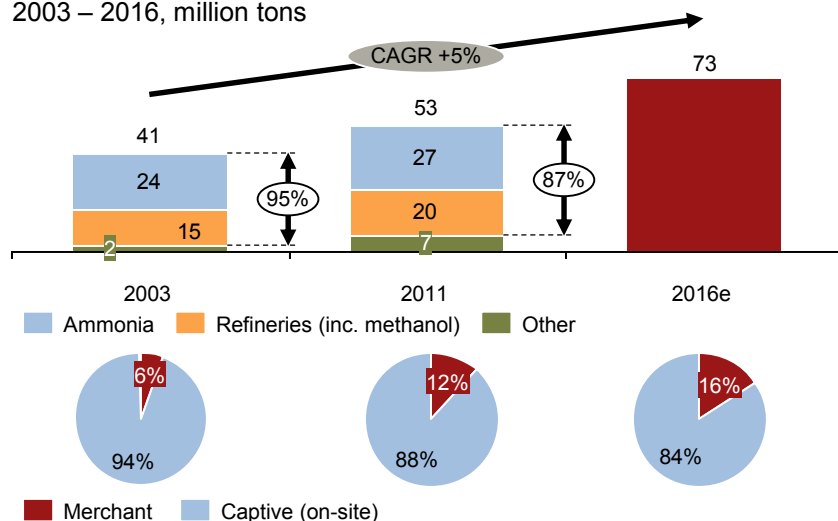 2003 – 2016, million tons
CAGR +5%
73
53
41
27
24
87%
95%
20
15
7
2
2003 2011 2016e
Ammonia Refineries (inc. methanol) Other
6% 12% 16%
94% 88% 84%
Merchant Captive (on-site)